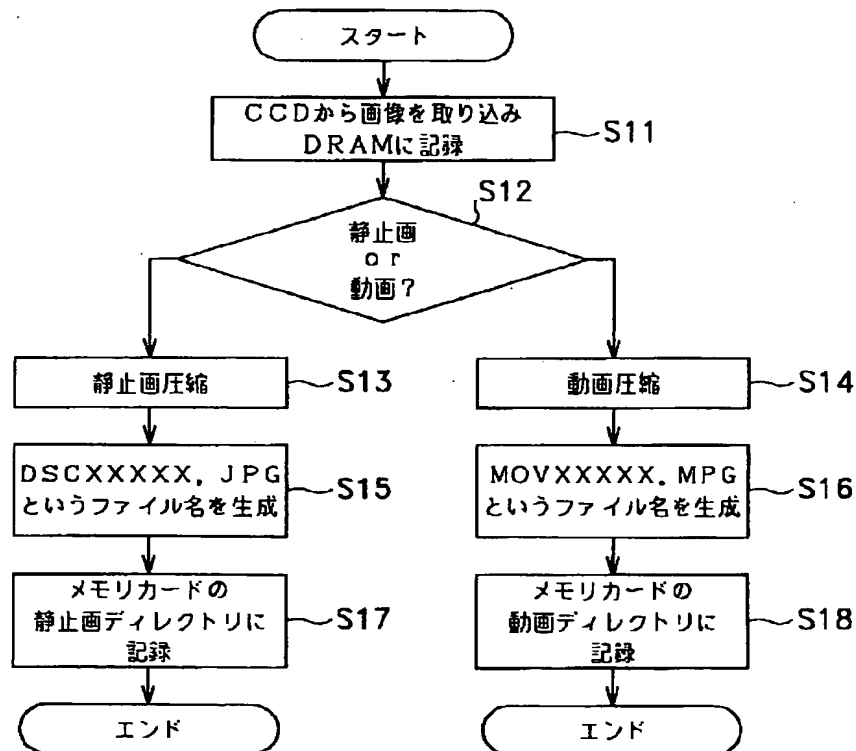 スタート
CCDから画像を取り込み
DRAMに記録
S11
S12
静止画
or
動画?
静止画圧縮
S13
動画圧縮
S14
DSCXXXXX, JPG
というファイル名を生成
S15
MOVXXXXX. MPG
というファイル名を生成
S16
メモリカードの
静止画ディレクトリに
記録
S17
メモリカードの
動画ディレクトリに
記録
S18
エンド
エンド